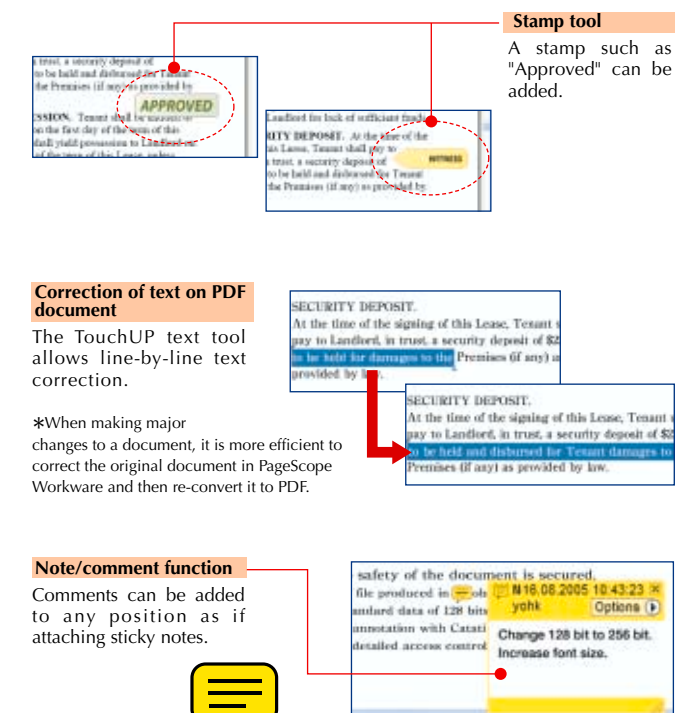 Stamp tool
A stamp such as
"Approved" can be
added.
trust, a security deposit of
to be held and disbursed for Tenant
the Premises (if any) as provided by
APPROVED
SSION. Tenant shall be
on the first day of the term of this
shall yield possession to Landlord
of the term of this Lease, unless
Landlord for lack of sufficient funds
RITY DEPOSIT. At the time of the
his Lease, Tenant shall pay to
trust, a security deposit of
WITNESS
to be held and disbursed for Tenant
the Premises (if any) as provided by
Correction of text on PDF
document
The TouchUP text tool
allows line-by-line text
correction.
*When making major
changes to a document, it is more efficient to
correct the original document in PageScope
Workware and then re-convert it to PDF.
SECURITY DEPOSIT.
At the time of the signing of this Lease, Tenant s
pay to Landlord, in trust, a security deposit of $2
to be held for damages to the Premises (if any) a
provided by law.
SECURITY DEPOSIT.
At the time of the signing of this Lease, Tenant s
pay to Landlord, in trust, a security deposit of $2
to be held and disbursed for Tenant damages to
Premises (if any) as provided by law.
Note/comment function
Comments can be added
to any position as if
attaching sticky notes.
safety of the document is secured.
file produced in
andard data of 128 bits
annotation with Catati
detailed access control
16.08.2005 10:43:23
yohk
Options
Change 128 bit to 256 bit.
Increase font size.